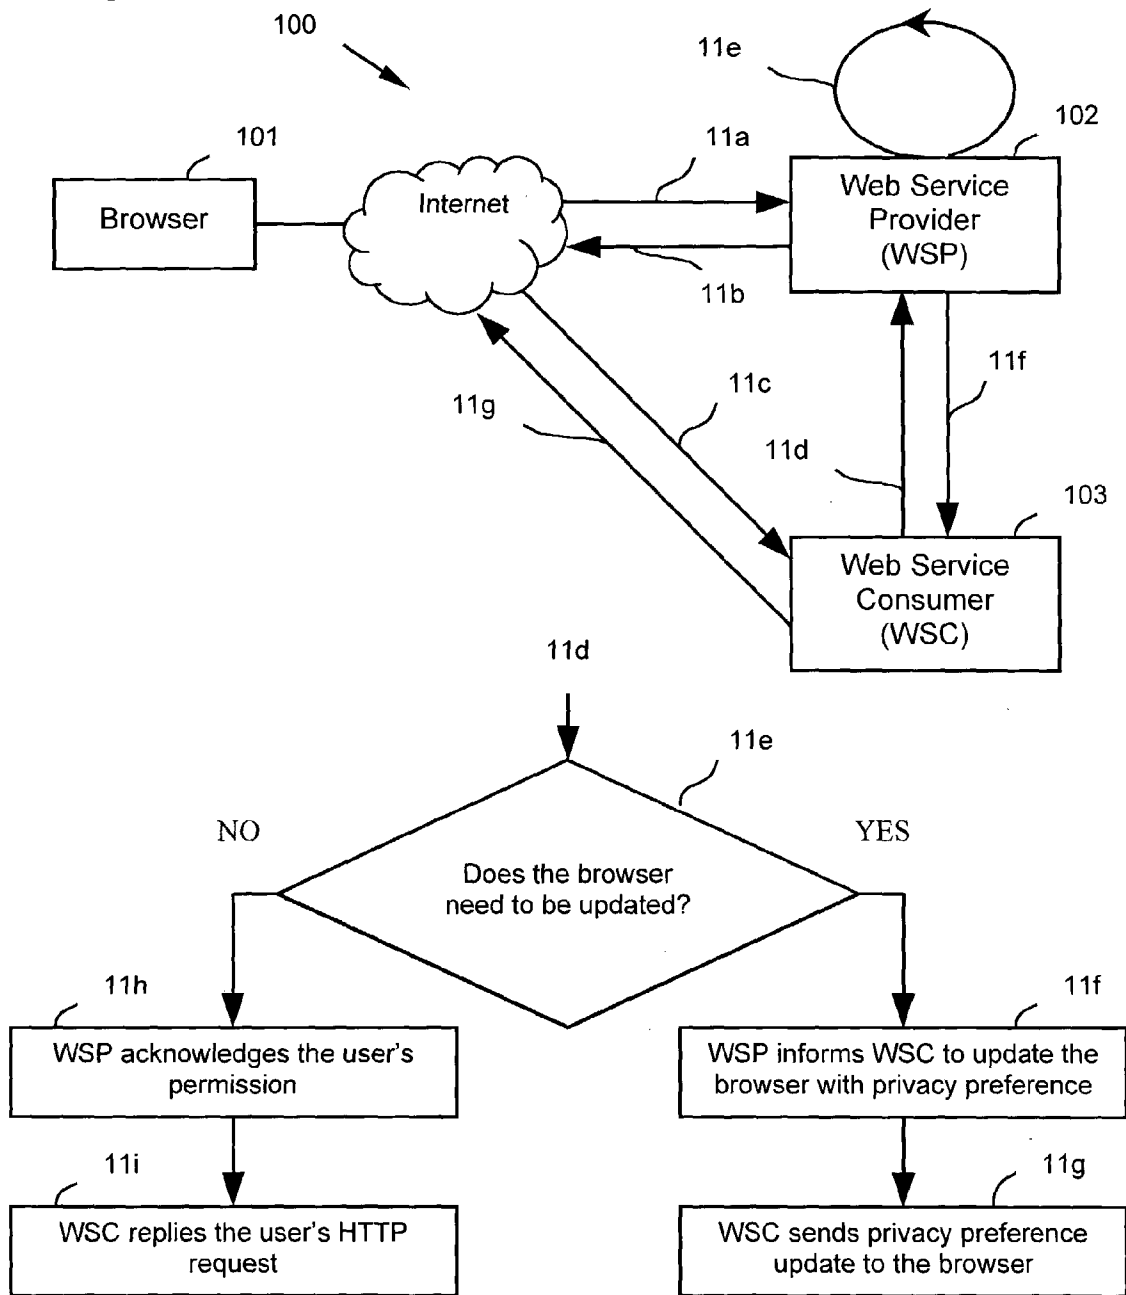 100
11e
102
101
11a
Web Service
Provider
(WSP)
Internet
Browser
11b
11f
11c
11g
11d
103
Web Service
Consumer
(WSC)
11d
11e
NO
YES
Does the browser
need to be updated?
11h
11f
WSP acknowledges the user's
permission
WSP informs WSC to update the
browser with privacy preference
11i
11g
WSC replies the user's HTTP
request
WSC sends privacy preference
update to the browser